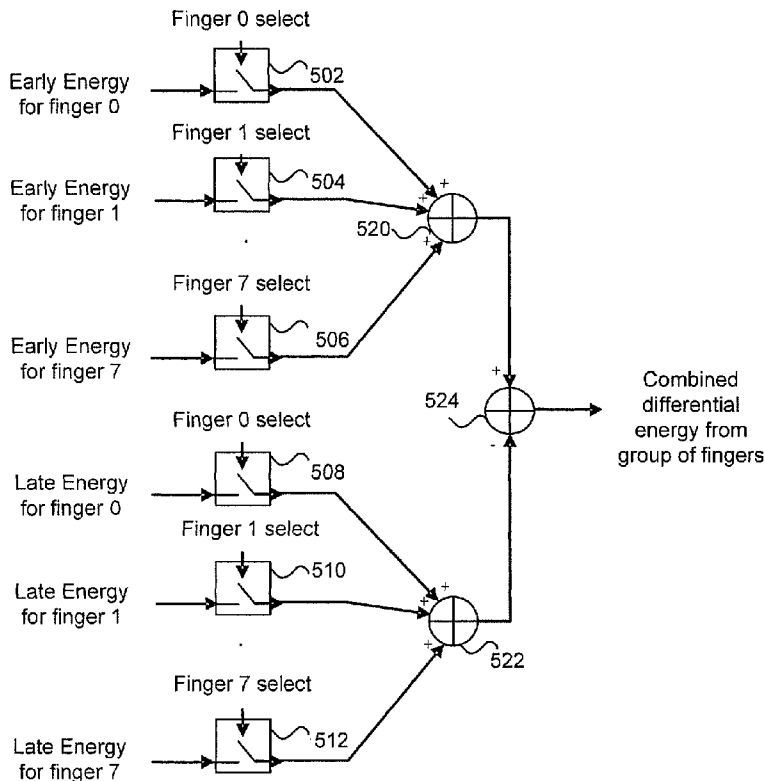 Finger 0 select
502
Early Energy
for finger 0
Finger 1 select
504
Early Energy
for finger 1
+
+
520
+
Finger 7 select
506
Early Energy
for finger 7
+
524
Combined
differential
energy from
group of fingers
-
Finger 0 select
508
Late Energy
for finger 0
Finger 1 select
510
Late Energy
for finger 1
+
+
+
522
Finger 7 select
512
Late Energy
for finger 7